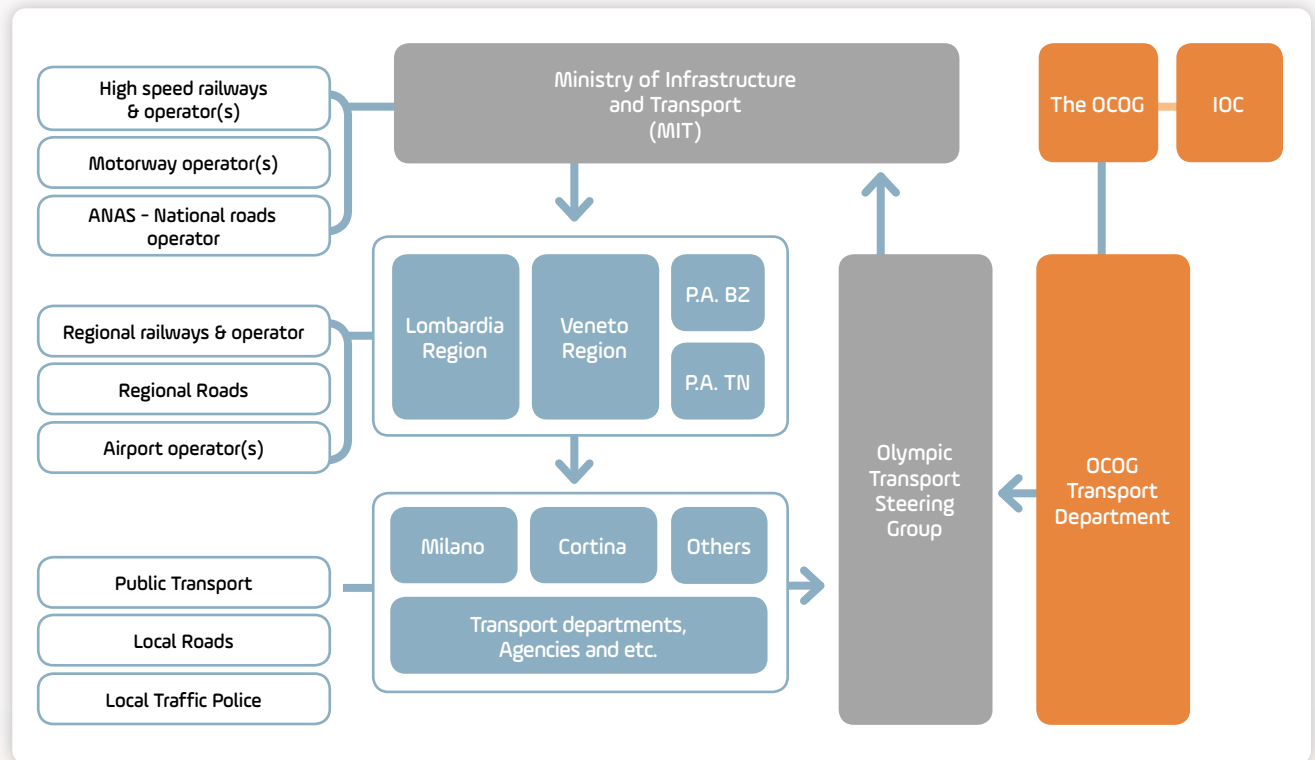 High speed railways
& operator(s)
Motorway operator(s)
ANAS - National roads
operator
Ministry of Infrastructure
and Transport
(MIT)
The OCOG
IOC
Regional railways & operator
Regional Roads
Airport operator(s)
Lombardia
Region
Veneto
Region
P.A. BZ
P.A. TN
Public Transport
Local Roads
Local Traffic Police
Milano
Cortina
Others
Transport departments,
Agencies and etc.
Olympic
Transport
Steering
Group
OCOG
Transport
Department